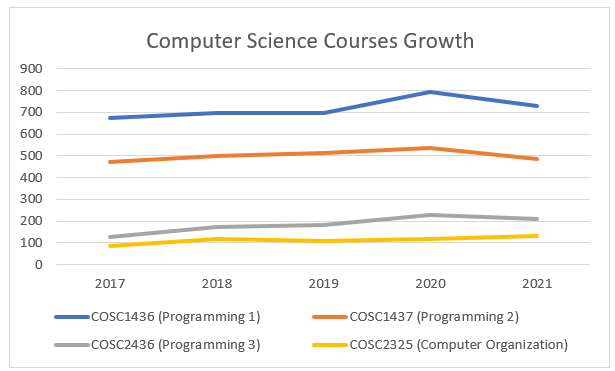 Computer Science Courses Growth
900
800
700
600
500
400
300
200
100
0
2017 2018 2019 2020 2021
COSC1436 (Programming 1) COSC1437 (Programming 2)
COSC2436 (Programming 3) COSC2325 (Computer Organization)